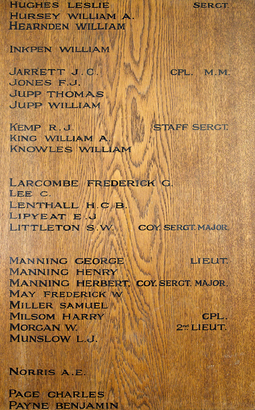 HUGHES LESLIE SERGT.
HURSEY WILLIAM A.
HEARNDEN WILLIAM
INKPEN WILLIAM
JARRETT J. C. CPL. M.M.
JONES F.J.
JUPP THOMAS
JUPP WILLIAM
KEMP R. J. STAFF SERGT.
KING WILLIAM A.
KNOWLES WILLIAM
LARCOMBE FREDERICK G.
LEE C.
LENTHALL H.C.B.
LIPYEAT E.J
LITTLETON S.W. COY. SERGT. MAJOR.
MANNING GEORGE LIEUT.
MANNING HENRY
MANNING HERBERT. COY. SERGT. MAJOR.
MAY FREDERICK W.
MILLER SAMUEL
MILSOM HARRY CPL.
MORGAN W. 2ND LIEUT.
MUNSLOW L.J.
NORRIS A.E.
PAGE CHARLES
PAYNE BENJAMIN